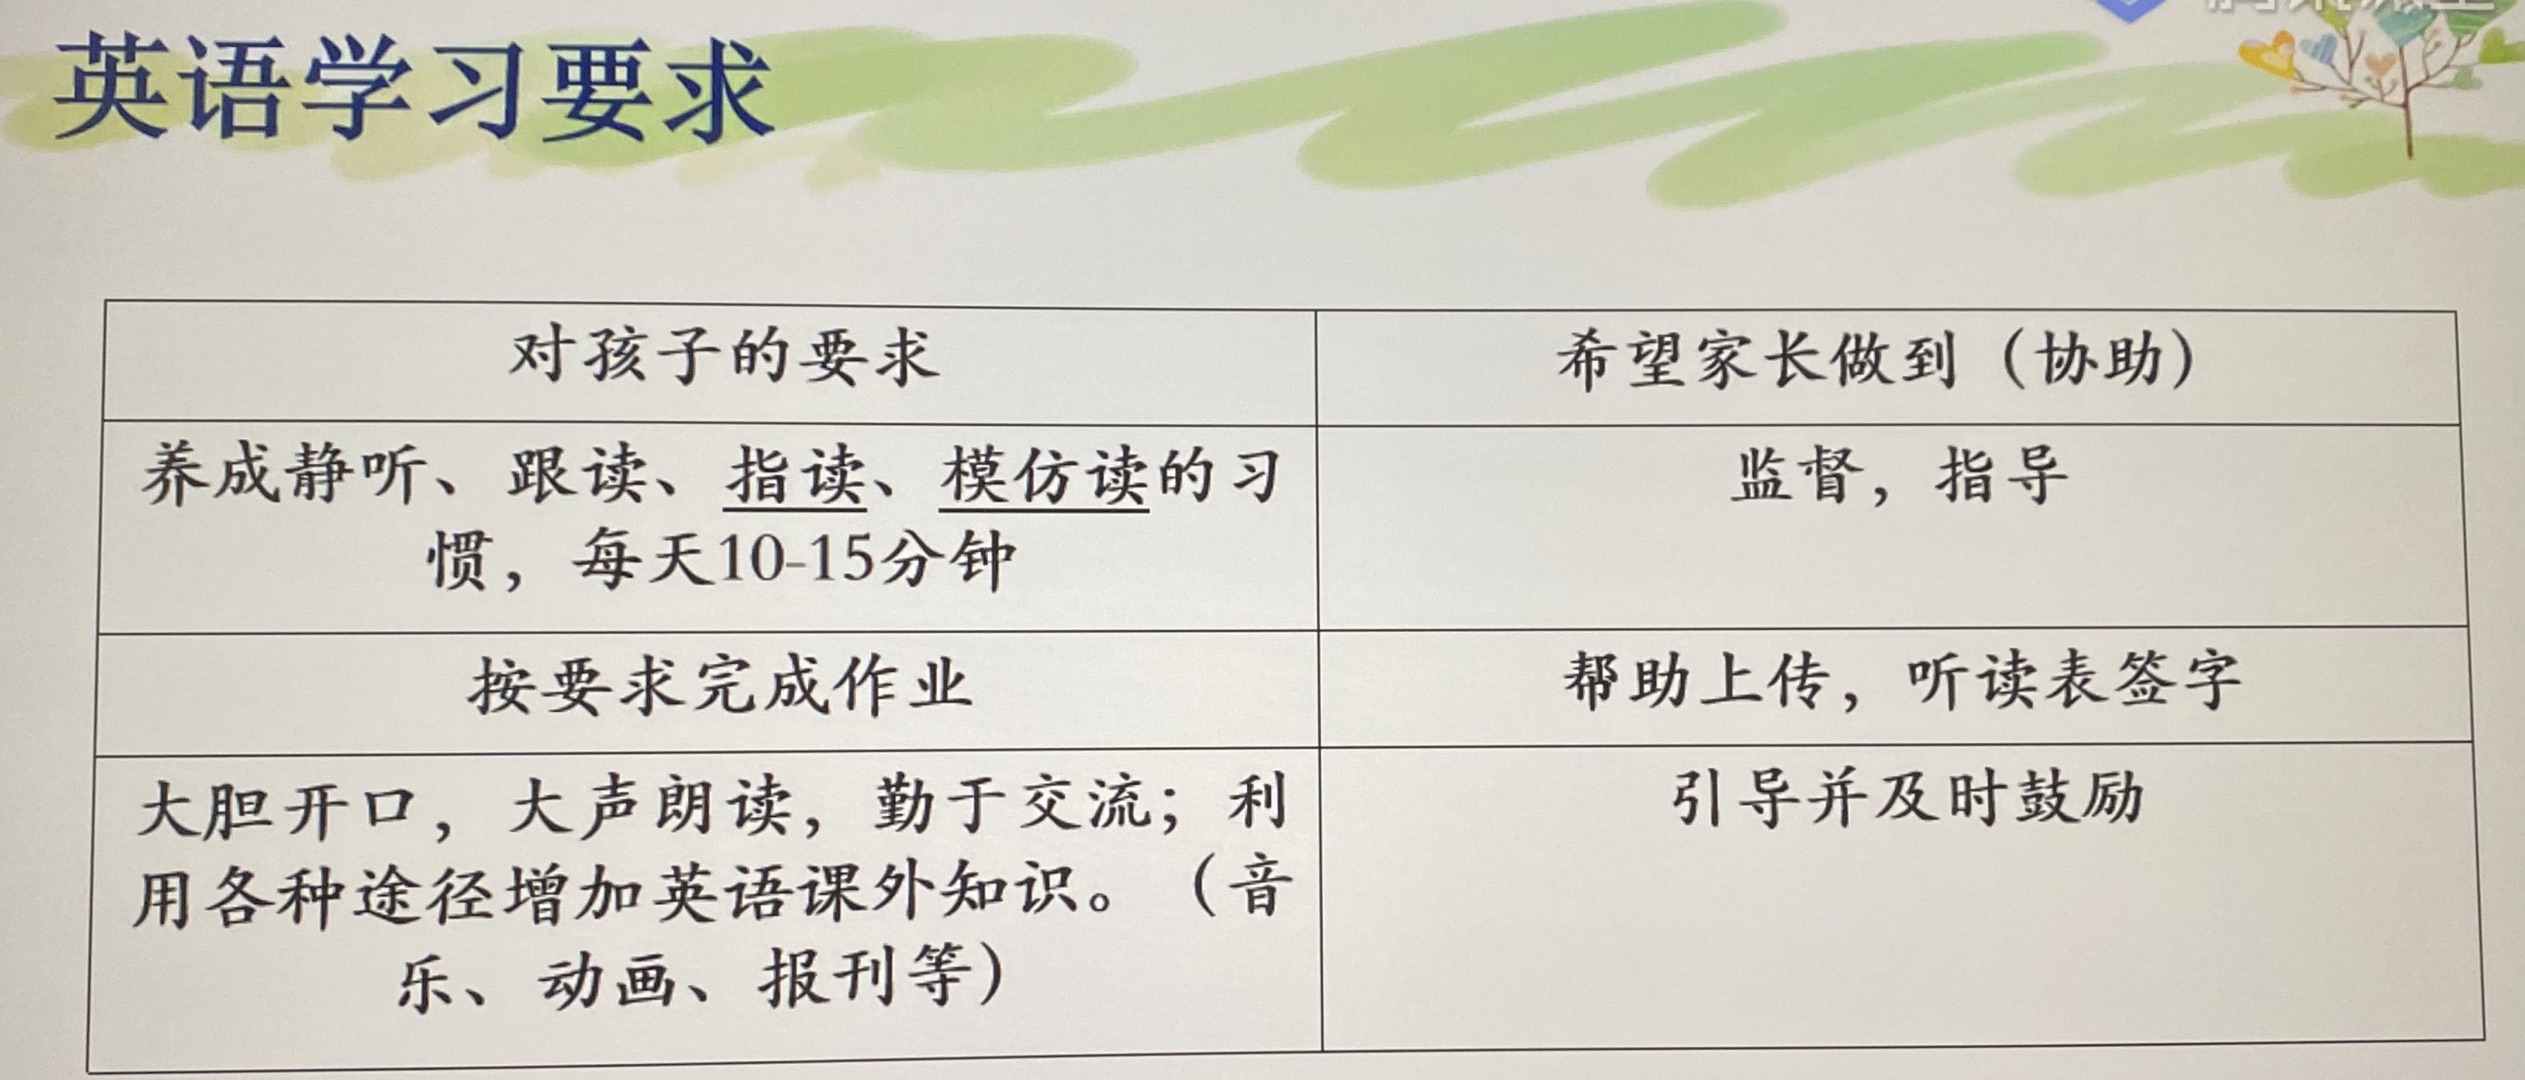 英语学习要求
对孩子的要求
希望家长做到（协助）
养成静听、跟读、指读、模仿读的习
惯，每天10-15分钟
监督，指导
按要求完成作业
帮助上传，听读表签字
大胆开口，大声朗读，勤于交流；利
用各种途径增加英语课外知识。（音
乐、动画、报刊等）
引导并及时鼓励